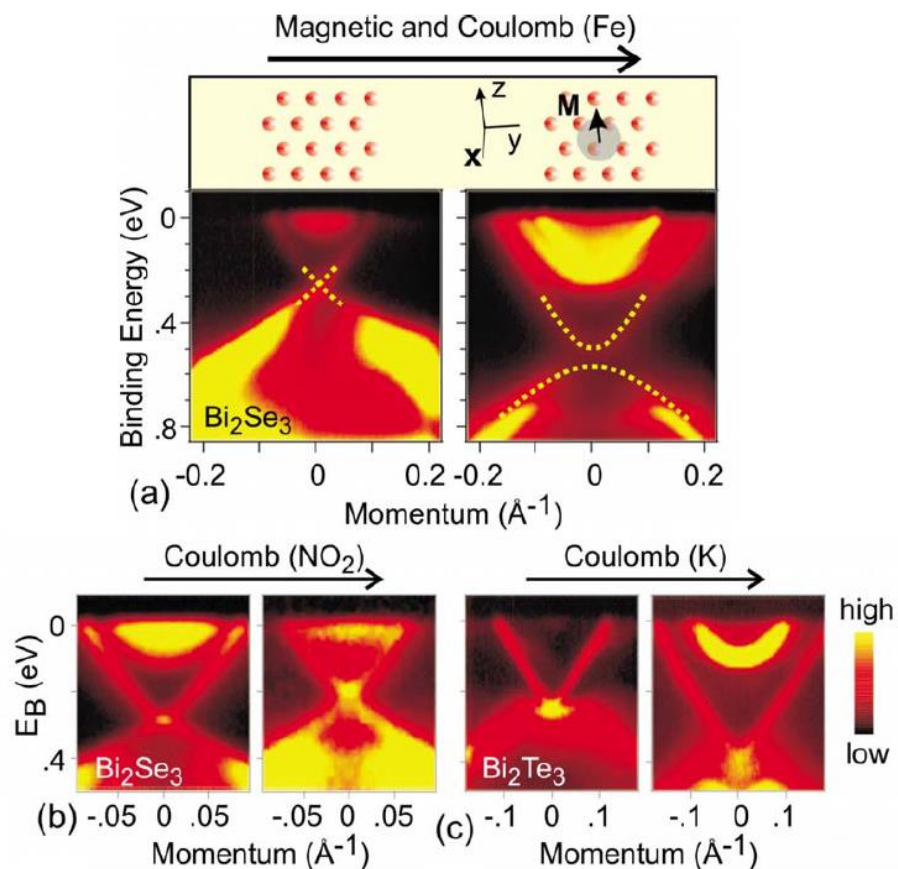 Magnetic and Coulomb (Fe)
z
M
x
y
Binding Energy (eV)
0
.4
.8
Bi2Se3
-0.2 0 0.2 -0.2 0 0.2
(a)
Momentum (Å-1)
Coulomb (NO2)
Coulomb (K)
EB (eV)
0
.4
Bi2Se3
Bi2Te3
high
low
(b)
-.05 0 .05 -.05 0 .05
(c)
-.1 0 .1 -.1 0 .1
Momentum (Å-1)
Momentum (Å-1)